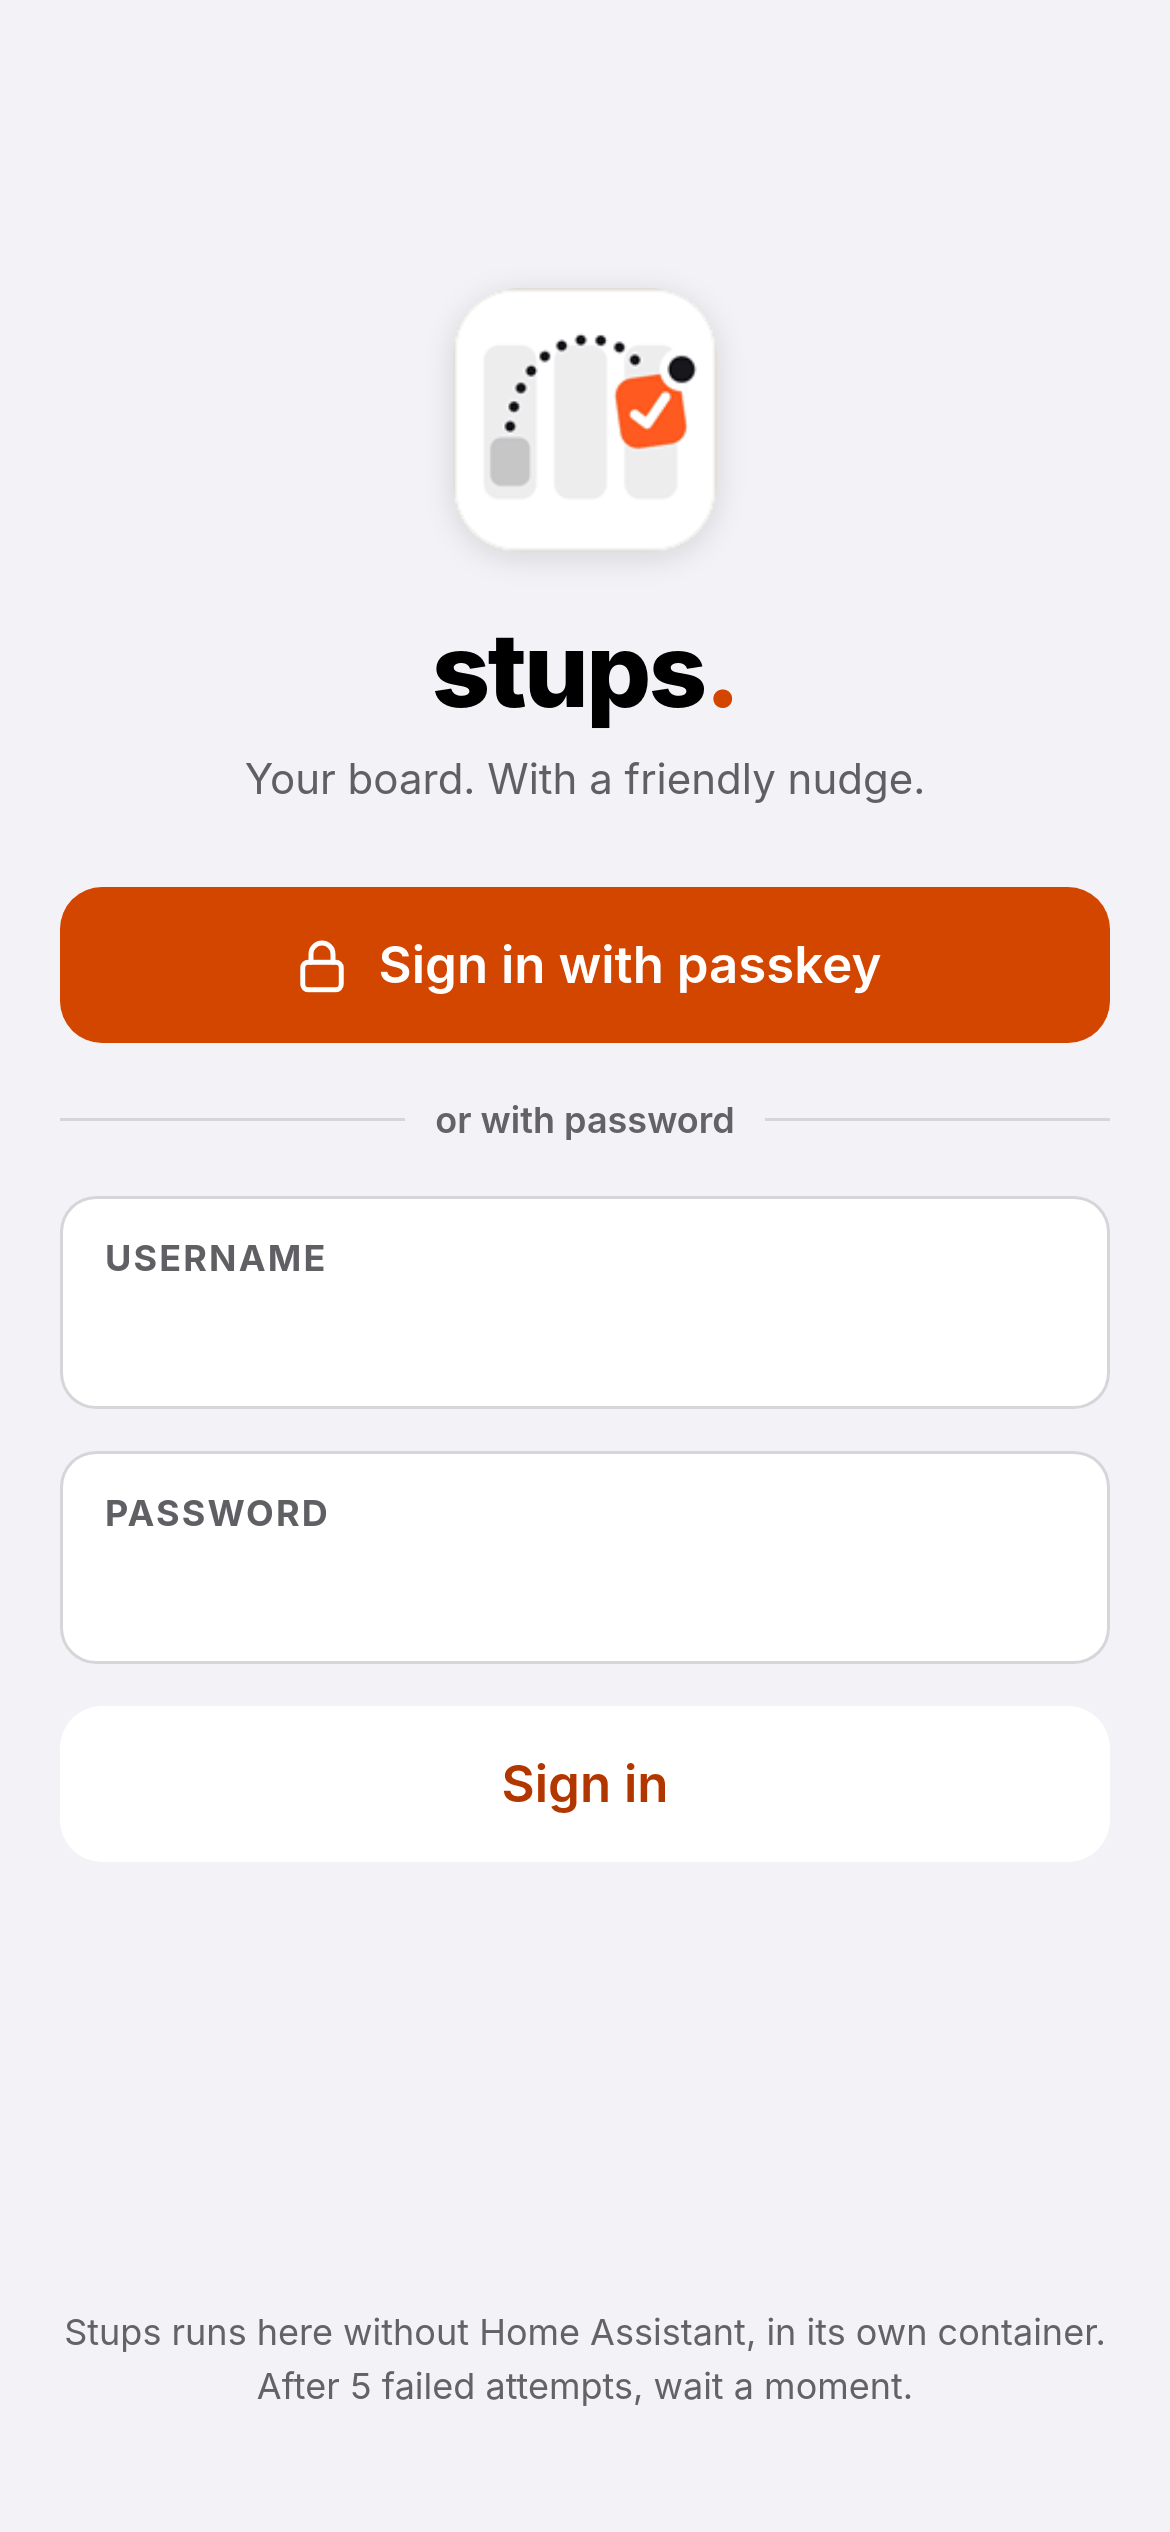 stups.
Your board. With a friendly nudge.
Sign in with passkey
or with password
USERNAME
PASSWORD
Sign in
Stups runs here without Home Assistant, in its own container.
After 5 failed attempts, wait a moment.